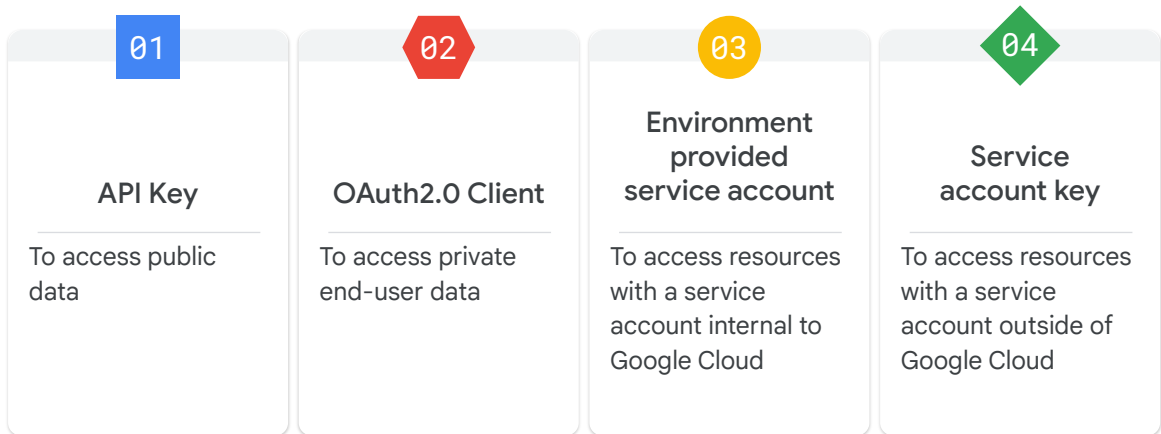 01
API Key
To access public
data
02
OAuth2.0 Client
To access private
end-user data
03
Environment
provided
service account
To access resources
with a service
account internal to
Google Cloud
04
Service
account key
To access resources
with a service
account outside of
Google Cloud